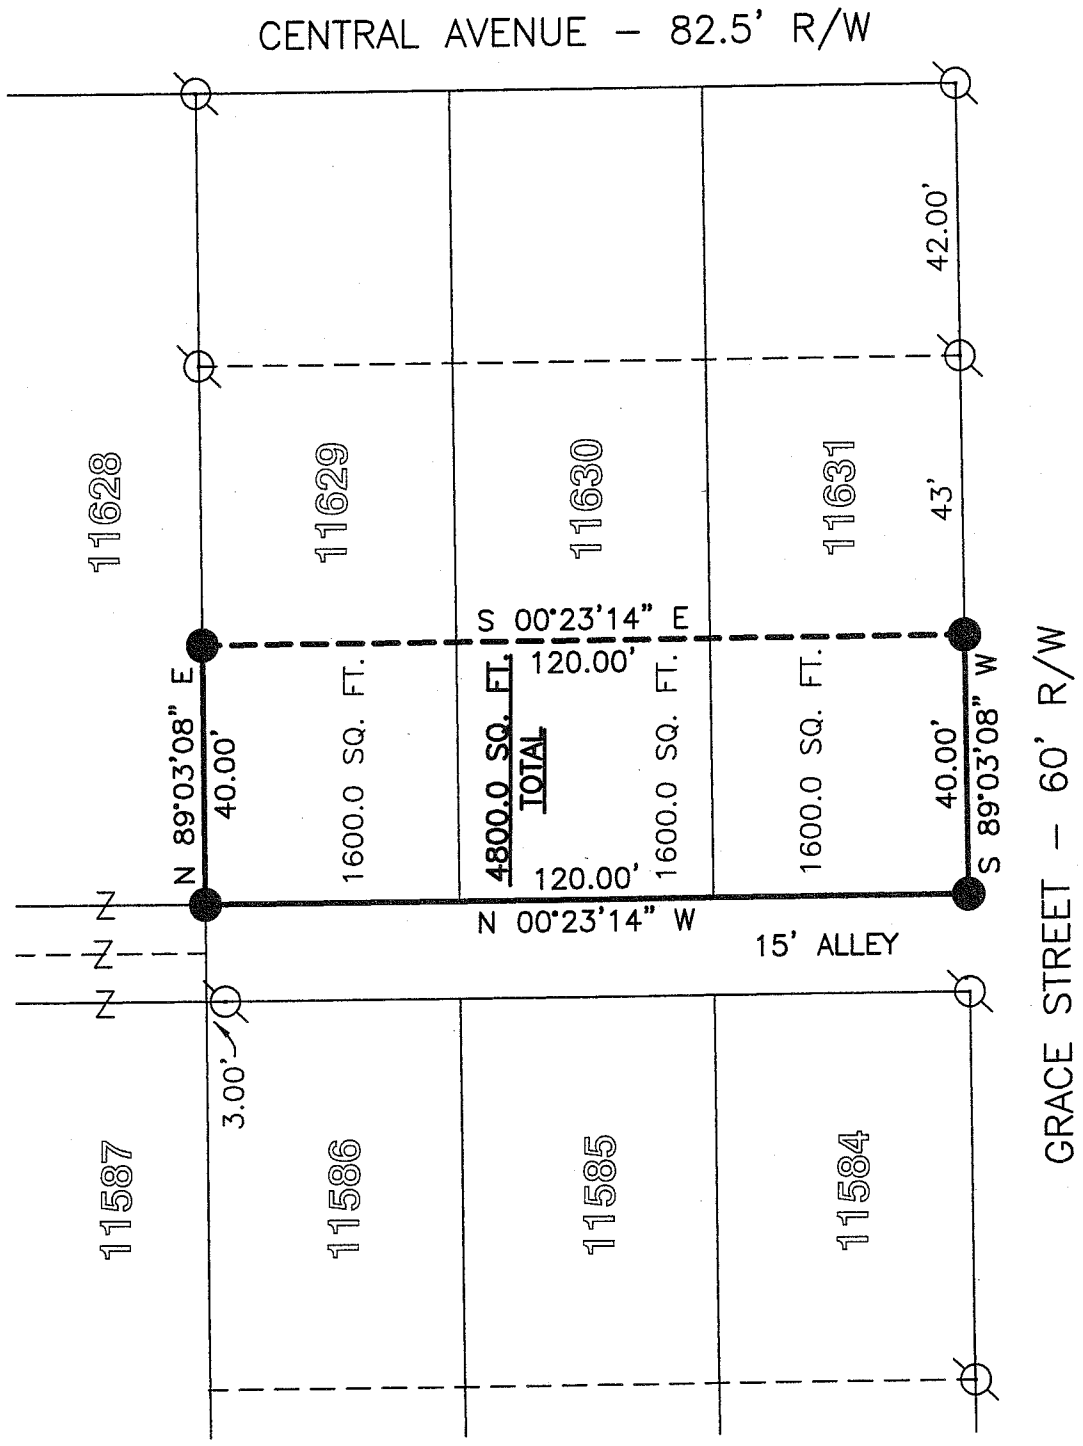 CENTRAL AVENUE - 82.5' R/W
42.00'
11628
11629
11630
11631
43'
S 00°23'14" E
120.00'
N 89°03'08" E
40.00'
1600.0 SQ. FT.
4800.0 SQ. FT.
TOTAL
1600.0 SQ. FT.
1600.0 SQ. FT.
40.00'
S 89°03'08" W
120.00'
N 00°23'14" W
15' ALLEY
GRACE STREET - 60' R/W
Z
Z
Z
3.00'
11587
11586
11585
11584